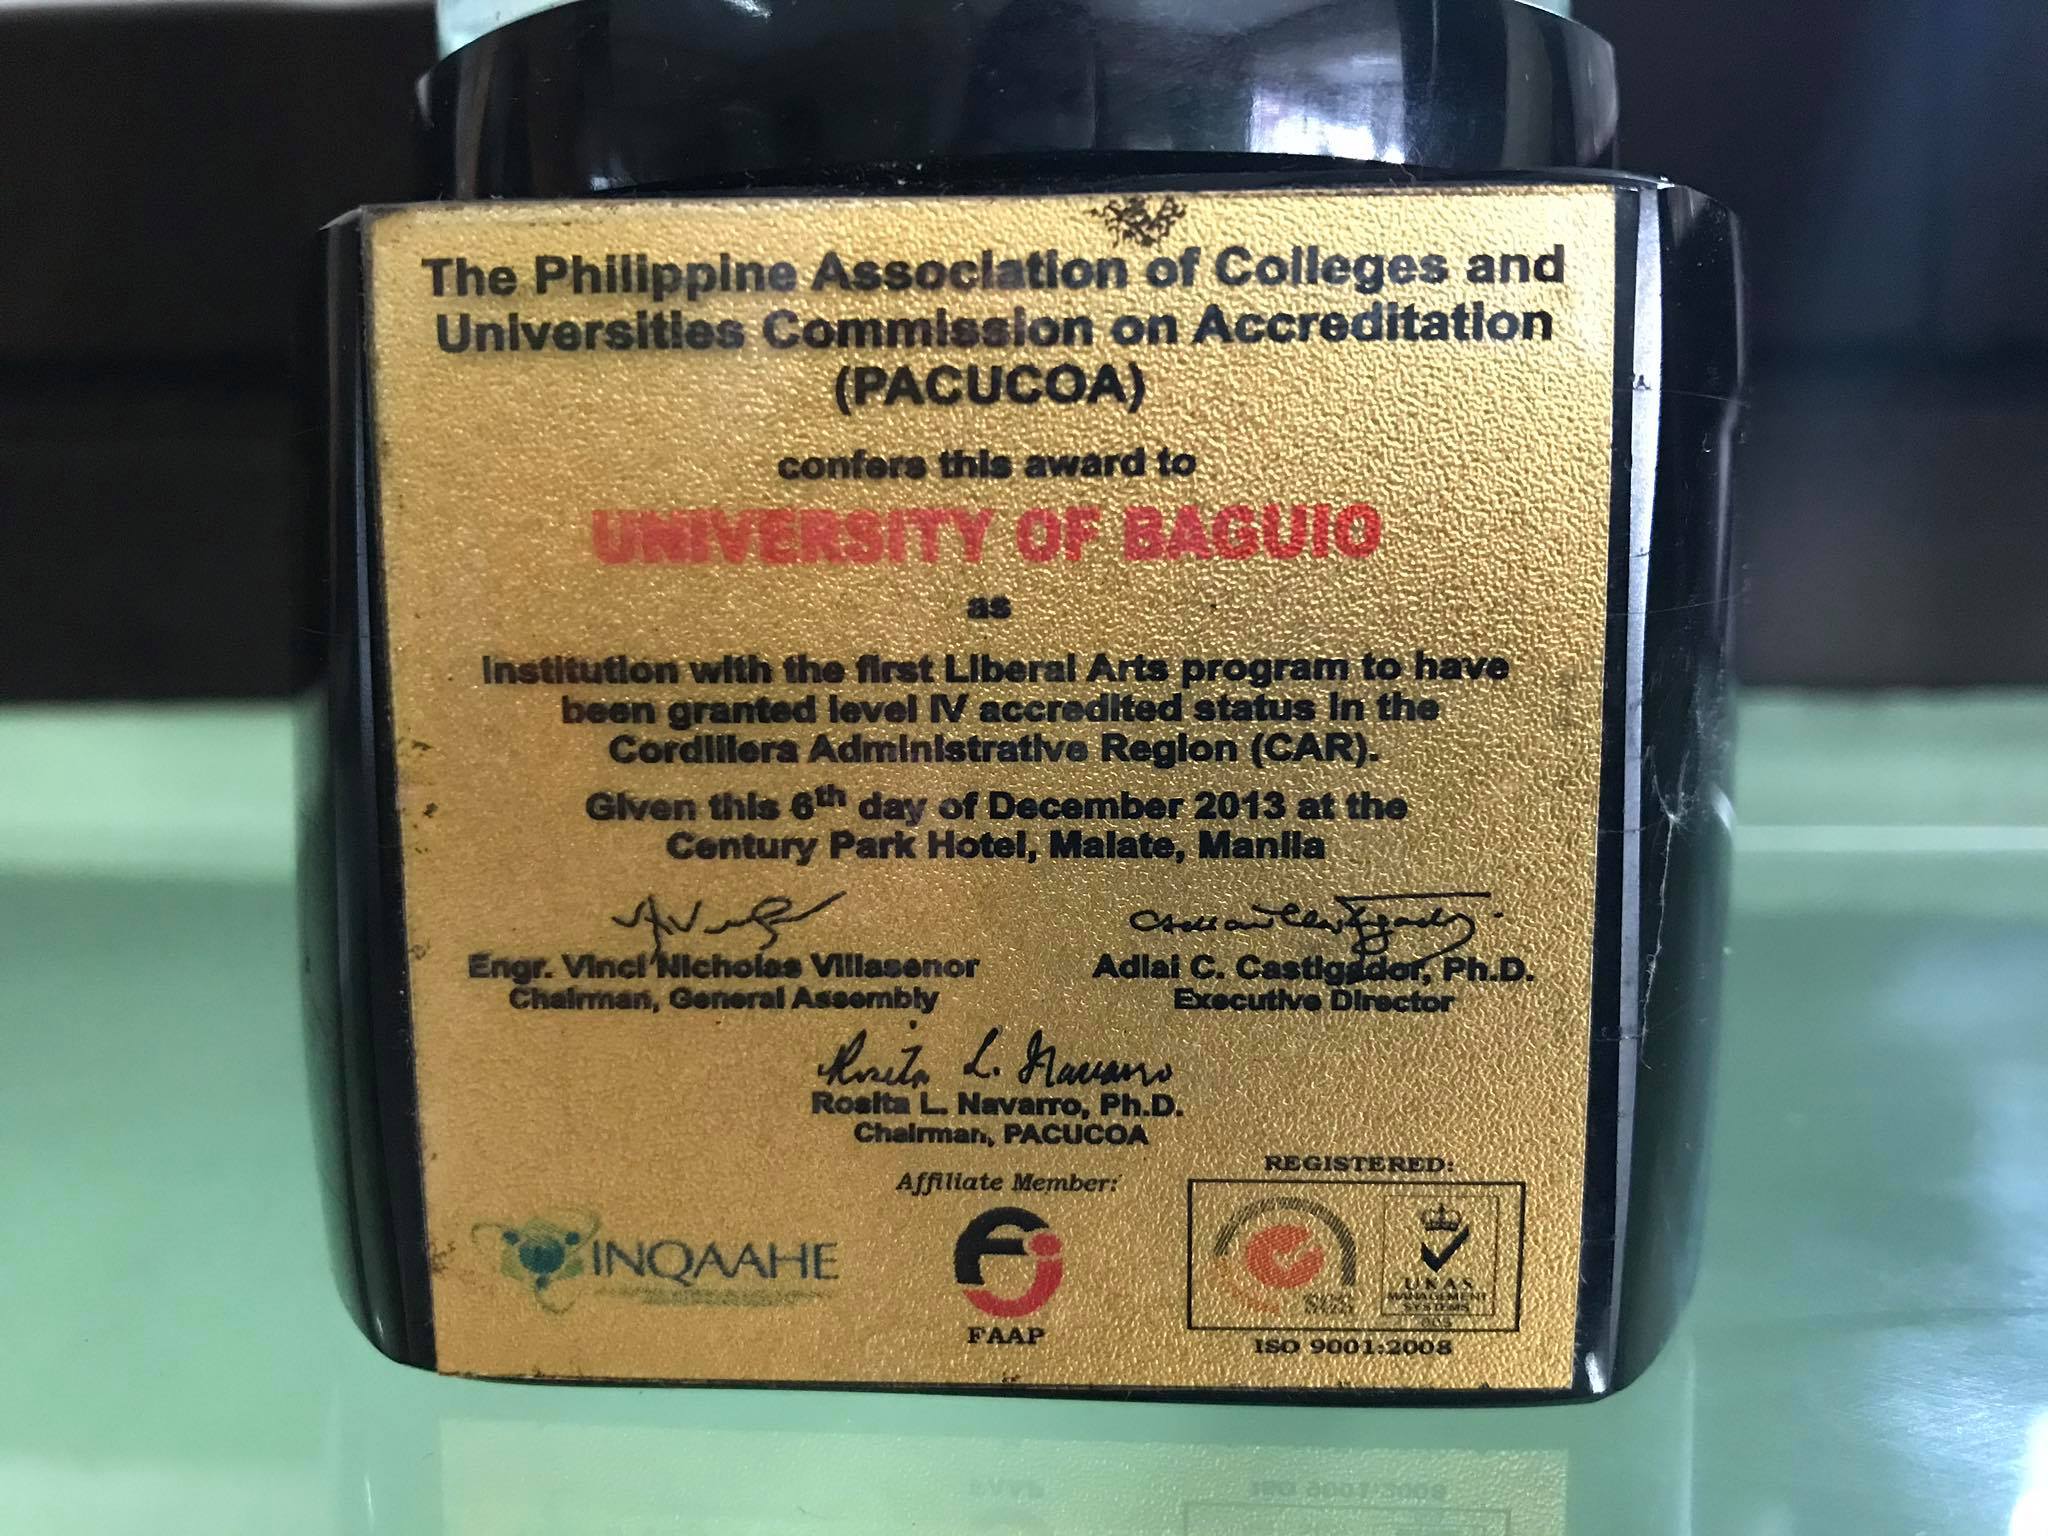 The Philippine Association of Colleges and
Universities Commission on Accreditation
(PACUCOA)
confers this award to
UNIVERSITY OF BAGUIO
as
Institution with the first Liberal Arts program to have
been granted level IV accredited status in the
Cordillera Administrative Region (CAR).
Given this 6th day of December 2013 at the
Century Park Hotel, Malate, Manila
Engr. Vinci Nicholas Villasenor
Chairman, General Assembly
Adlai C. Castigador, Ph.D.
Executive Director
Rosita L. Navarro
Rosita L. Navarro, Ph.D.
Chairman, PACUCOA
Affiliate Member:
INQAAHE
FAAP
REGISTERED:
UKAS
MANAGEMENT
SYSTEMS
ISO 9001:2008